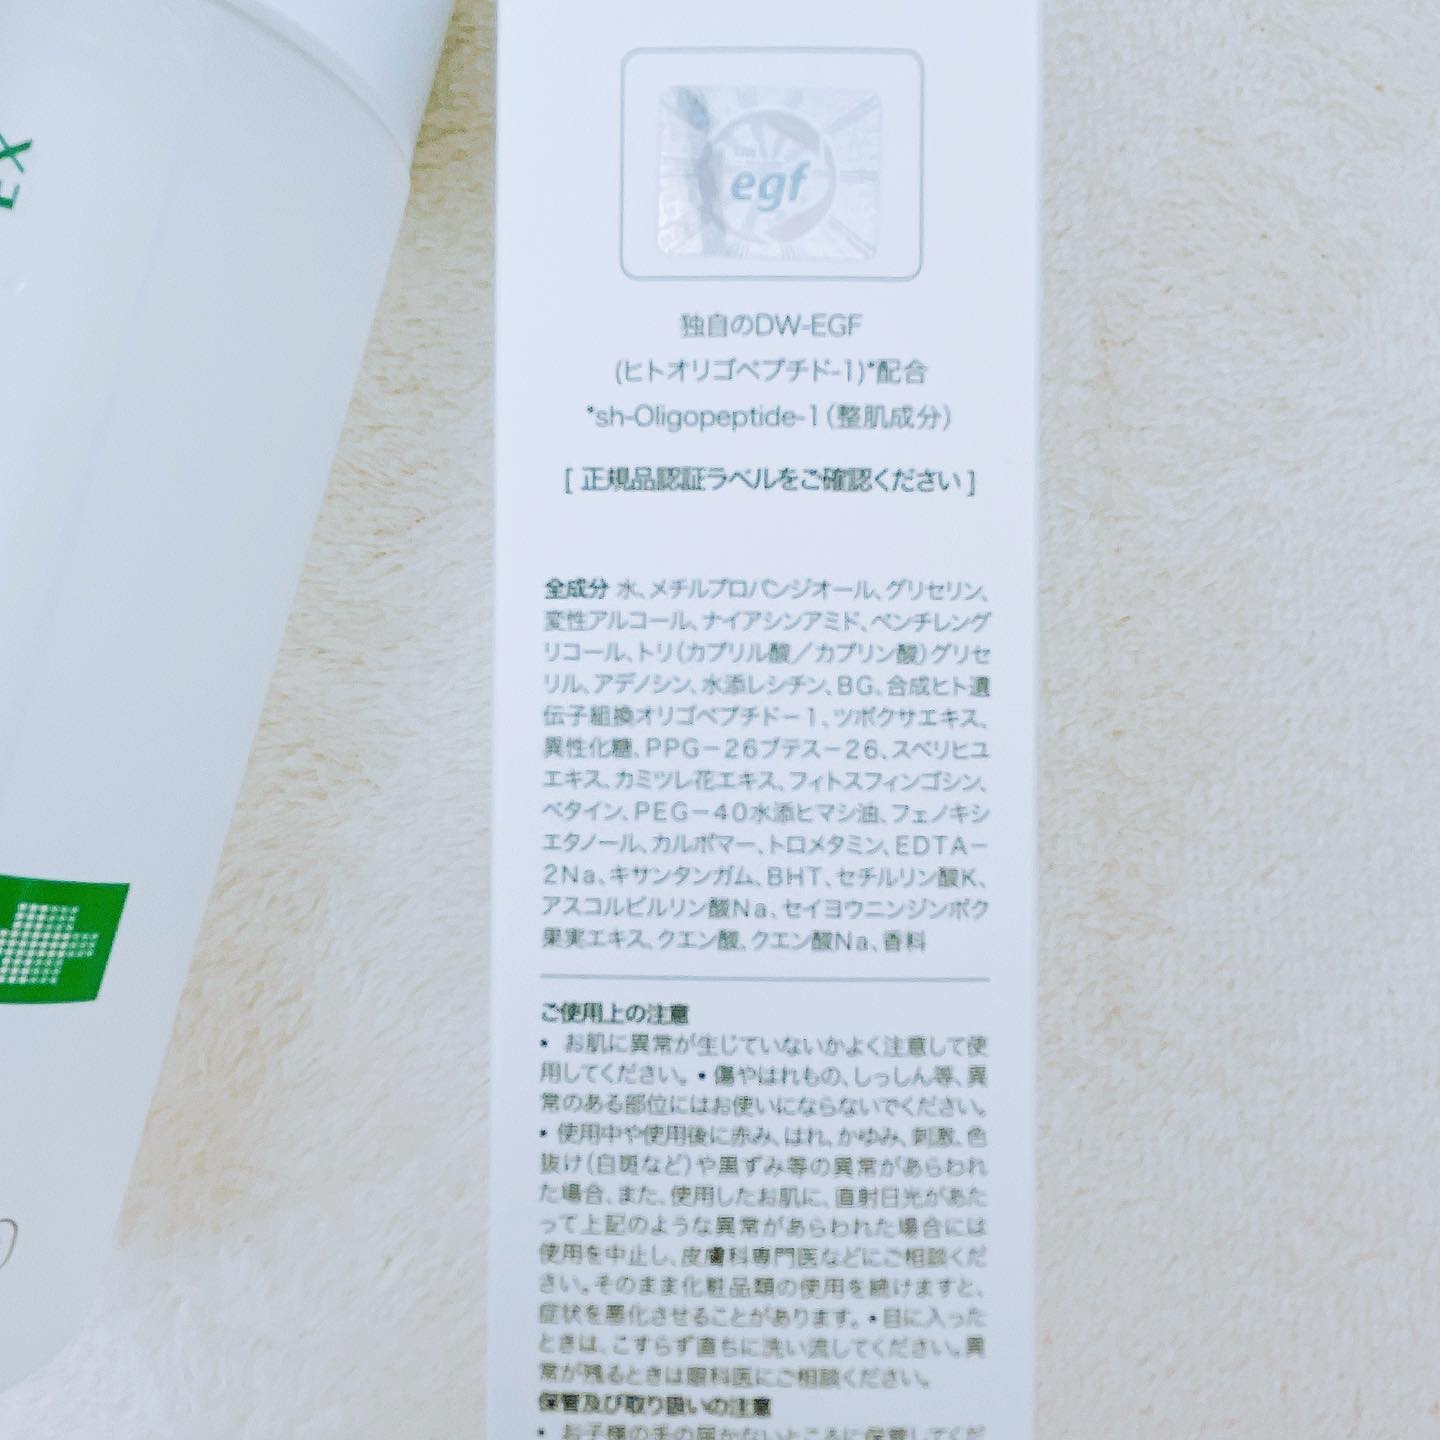 EX
egf
独自のDW-EGF
(ヒトオリゴペプチド-1)*配合
*sh-Oligopeptide-1(整肌成分)
[ 正規品認証ラベルをご確認ください ]
全成分 水、メチルプロパンジオール、グリセリン、
変性アルコール、ナイアシンアミド、ペンチレング
リコール、トリ(カプリル酸/カプリン酸)グリセ
リル、アデノシン、水添レシチン、BG、合成ヒト遺
伝子組換オリゴペプチド-1、ツボクサエキス、
異性化糖、PPG-26ブテス-26、スベリヒユ
エキス、カミツレ花エキス、フィトスフィンゴシン、
ベタイン、PEG-40水添ヒマシ油、フェノキシ
エタノール、カルボマー、トロメタミン、EDTA-
2Na、キサンタンガム、BHT、セチルリン酸K、
アスコルビルリン酸Na、セイヨウニンジンボク
果実エキス、クエン酸、クエン酸Na、香料
ご使用上の注意
• お肌に異常が生じていないかよく注意して使
用してください。• 傷やはれもの、しっしん等、異
常のある部位にはお使いにならないでください。
• 使用中や使用後に赤み、はれ、かゆみ、刺激、色
抜け(白斑など)や黒ずみ等の異常があらわれ
た場合、また、使用したお肌に、直射日光があた
って上記のような異常があらわれた場合には
使用を中止し、皮膚科専門医などにご相談くだ
さい。そのまま化粧品類の使用を続けますと、
症状を悪化させることがあります。• 目に入った
ときは、こすらず直ちに洗い流してください。異
常が残るときは眼科医にご相談ください。
保管及び取り扱いの注意
• お子様の手の届かないところに保管してくだ